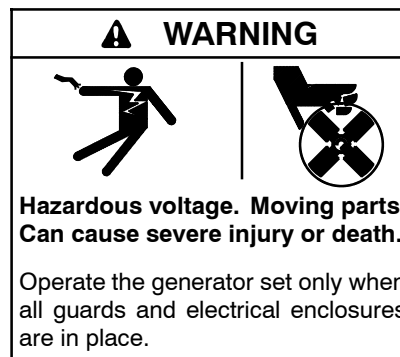 WARNING
Hazardous voltage. Moving parts.
Can cause severe injury or death.
Operate the generator set only when
all guards and electrical enclosures
are in place.